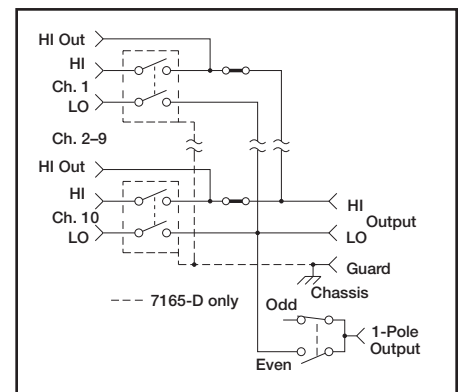 HI Out
HI
Ch. 1
LO
Ch. 2–9
HI Out
HI
Ch. 10
LO
HI
Output
LO
Guard
Chassis
--- 7165-D only
Odd
1-Pole
Output
Even